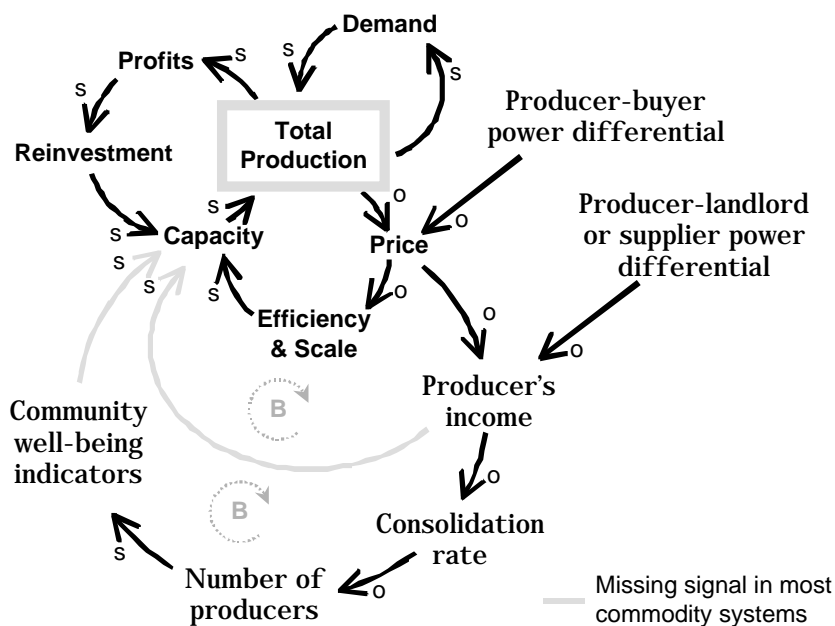 Demand
s
s
s
Profits
s
s
Producer-buyer
power differential
Total
Production
Reinvestment
s
o
o
Producer-landlord
or supplier power
differential
s
Capacity
Price
s
s
s
o
Efficiency
& Scale
o
o
Producer's
income
B
Community
well-being
indicators
o
B
Consolidation
rate
s
Number of
producers
o
Missing signal in most
commodity systems